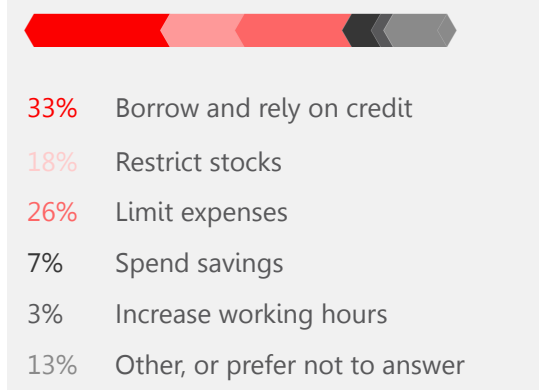 33% Borrow and rely on credit
18% Restrict stocks
26% Limit expenses
7% Spend savings
3% Increase working hours
13% Other, or prefer not to answer